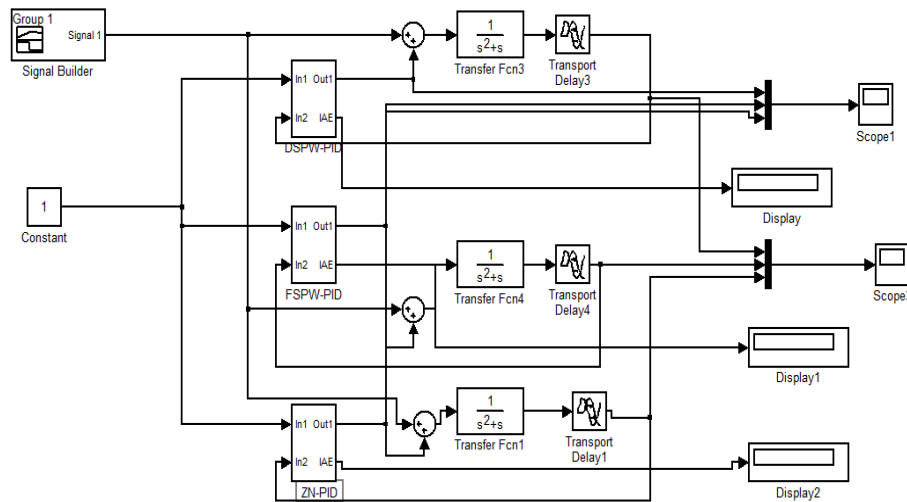 Group 1
Signal 1
Signal Builder
1
s²+s
Transfer Fcn3
Transport
Delay3
In1 Out1
In2 IAE
DSPW-PID
Scope1
Display
1
Constant
In1 Out1
In2 IAE
FSPW-PID
1
s²+s
Transfer Fcn4
Transport
Delay4
Scope
Display1
In1 Out1
In2 IAE
ZN-PID
1
s²+s
Transfer Fcn1
Transport
Delay1
Display2